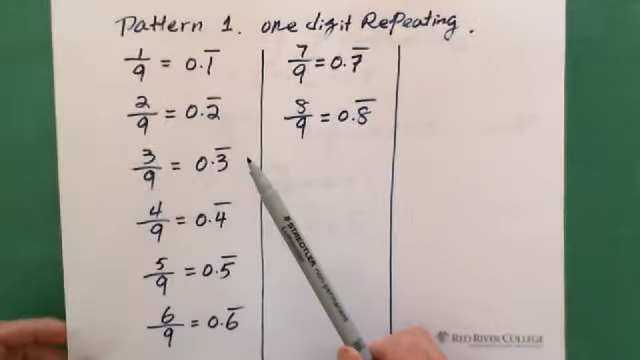 Pattern 1. one digit Repeating.
1/9 = 0.1̅
2/9 = 0.2̅
3/9 = 0.3̅
4/9 = 0.4̅
5/9 = 0.5̅
6/9 = 0.6̅
7/9 = 0.7̅
8/9 = 0.8̅
STAEDTLER
RED RIVER COLLEGE